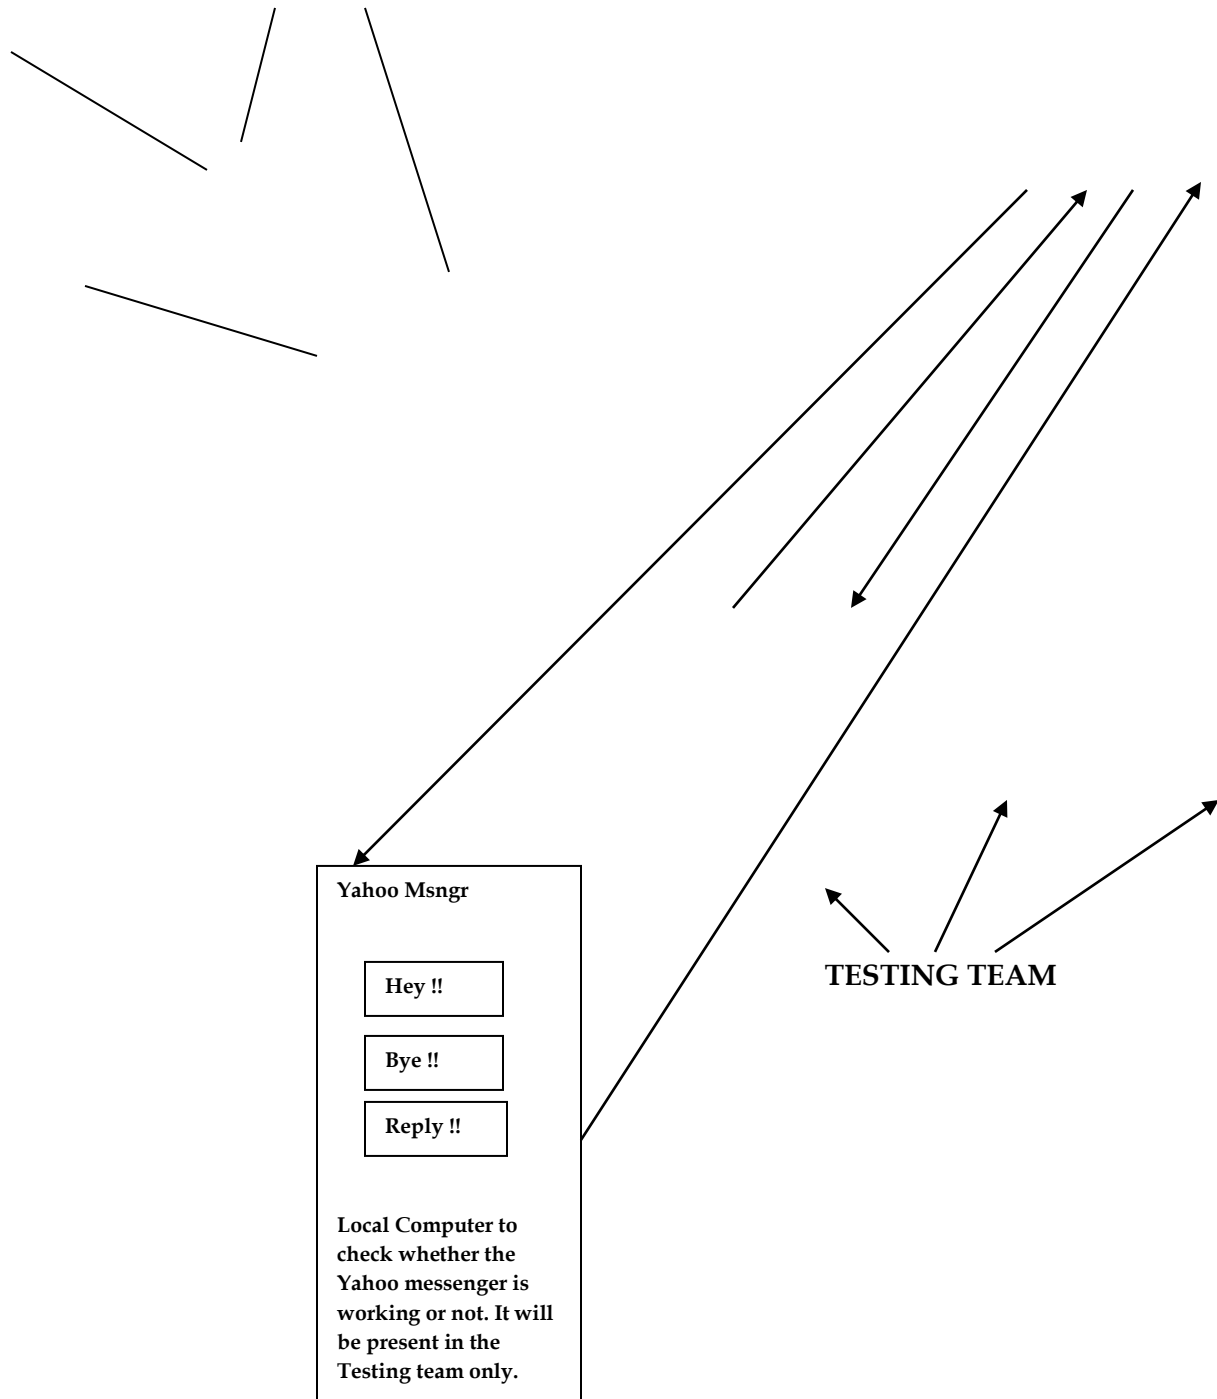 Yahoo Msngr
Hey !!
Bye !!
Reply !!
Local Computer to
check whether the
Yahoo messenger is
working or not. It will
be present in the
Testing team only.
TESTING TEAM